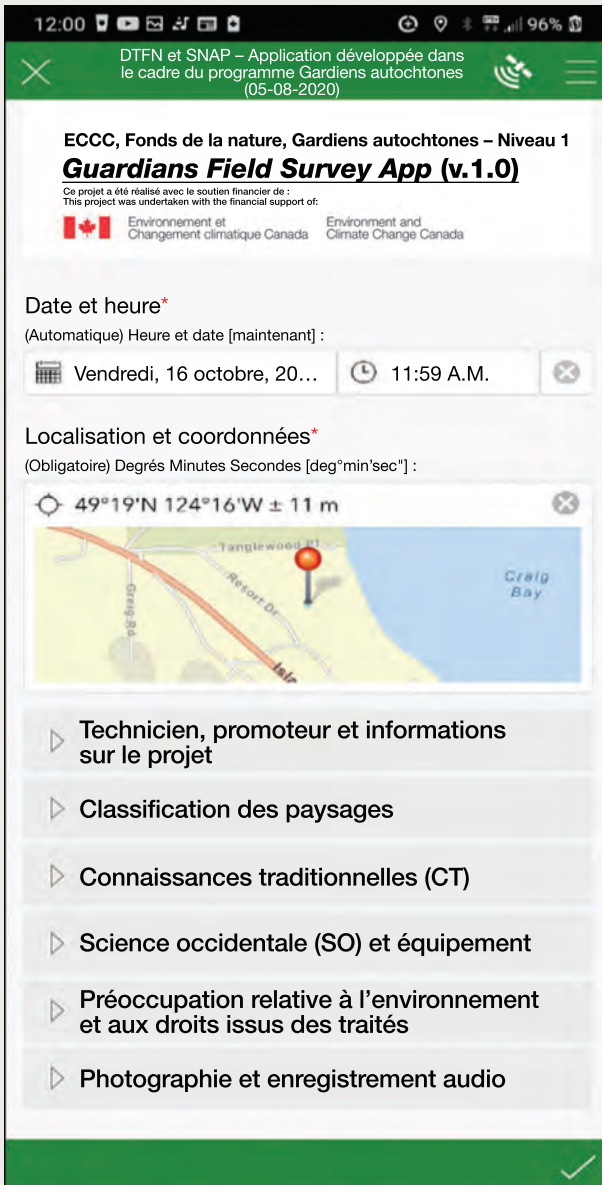 12:00
96%
DTFN et SNAP – Application développée dans
le cadre du programme Gardiens autochtones
(05-08-2020)
ECCC, Fonds de la nature, Gardiens autochtones – Niveau 1
Guardians Field Survey App (v.1.0)
Ce projet a été réalisé avec le soutien financier de :
This project was undertaken with the financial support of:
Environnement et
Changement climatique Canada
Environment and
Climate Change Canada
Date et heure*
(Automatique) Heure et date [maintenant] :
Vendredi, 16 octobre, 20...
11:59 A.M.
Localisation et coordonnées*
(Obligatoire) Degrés Minutes Secondes [deg°min'sec"] :
49°19'N 124°16'W ± 11 m
Tanglewood Pl
Craig
Bay
Resort Dr
Greig Rd
Technicien, promoteur et informations
sur le projet
Classification des paysages
Connaissances traditionnelles (CT)
Science occidentale (SO) et équipement
Préoccupation relative à l’environnement
et aux droits issus des traités
Photographie et enregistrement audio